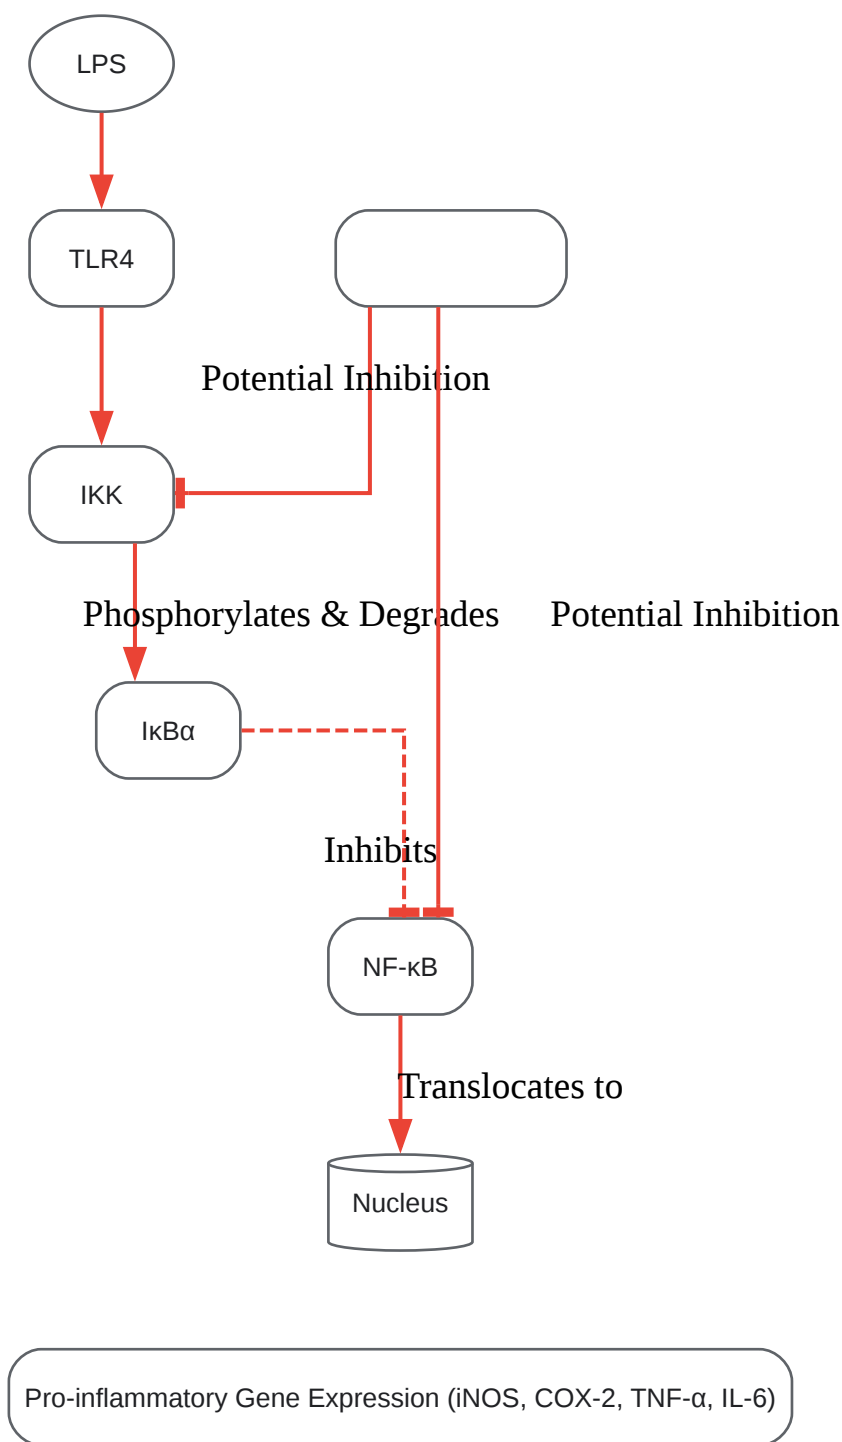 LPS
TLR4
Potential Inhibition
IKK
Phosphorylates & Degrades
Potential Inhibition
IκBα
Inhibits
NF-κB
Translocates to
Nucleus
Pro-inflammatory Gene Expression (iNOS, COX-2, TNF-α, IL-6)